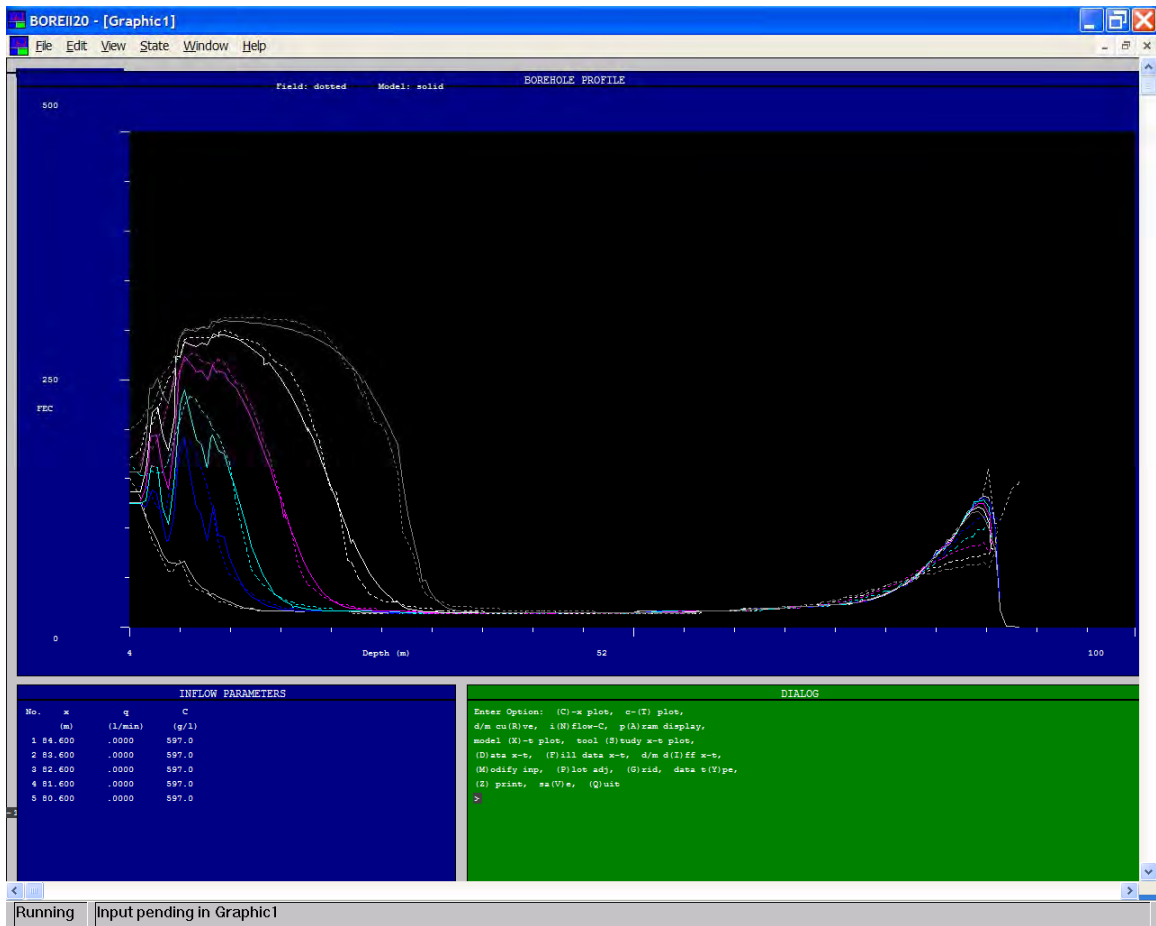 BOREII20 - [Graphic1]
File Edit View State Window Help
BOREHOLE PROFILE
Field: dotted Model: solid
500
250
FEC
0
4 Depth (m) 52 100
INFLOW PARAMETERS
No. x q C
(m) (l/min) (g/l)
1 84.600 .0000 597.0
2 83.600 .0000 597.0
3 82.600 .0000 597.0
4 81.600 .0000 597.0
5 80.600 .0000 597.0
DIALOG
Enter Option: (C)-x plot, c-(T) plot,
d/m cu(R)ve, i(N)flow-C, p(A)ram display,
model (X)-t plot, tool (S)tudy x-t plot,
(D)ata x-t, (F)ill data x-t, d/m d(I)ff x-t,
(M)odify inp, (P)lot adj, (G)rid, data t(Y)pe,
(Z) print, sa(V)e, (Q)uit
>
Running Input pending in Graphic1